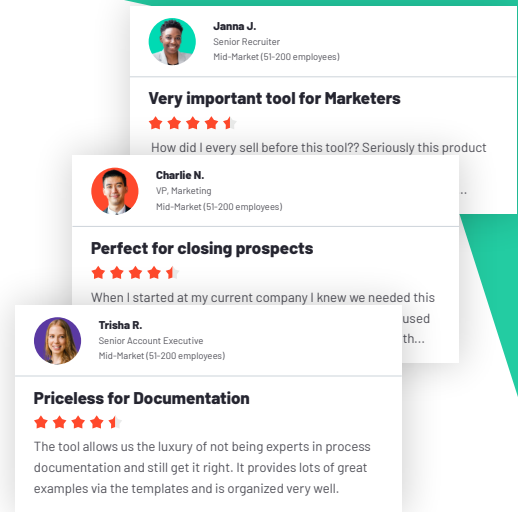 Janna J.
Senior Recruiter
Mid-Market (51-200 employees)
Very important tool for Marketers
How did I every sell before this tool?? Seriously this product
...
Charlie N.
VP, Marketing
Mid-Market (51-200 employees)
Perfect for closing prospects
When I started at my current company I knew we needed this
used
th...
Trisha R.
Senior Account Executive
Mid-Market (51-200 employees)
Priceless for Documentation
The tool allows us the luxury of not being experts in process
documentation and still get it right. It provides lots of great
examples via the templates and is organized very well.